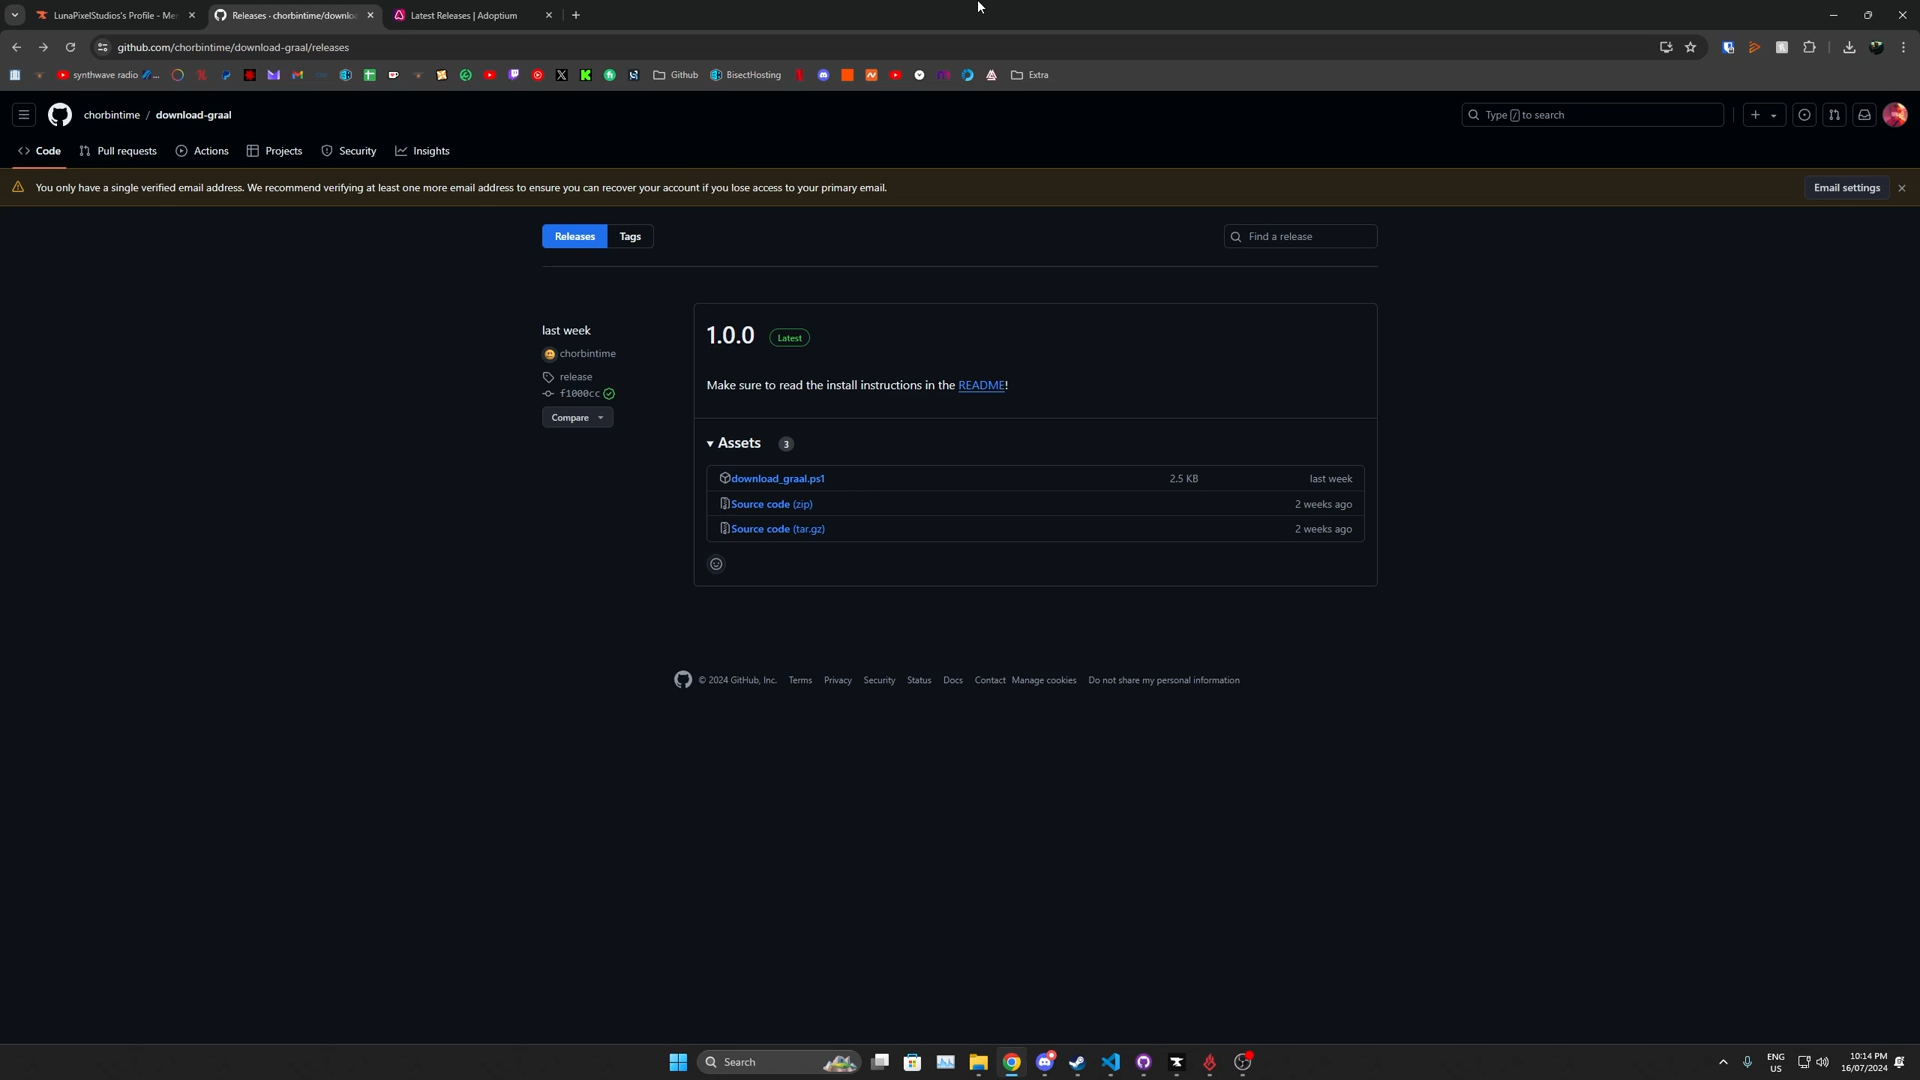 LunaPixelStudios's Profile - Me
Releases · chorbintime/downlo
Latest Releases | Adoptium
github.com/chorbintime/download-graal/releases
synthwave radio
Github
BisectHosting
Extra
chorbintime / download-graal
Type / to search
Code
Pull requests
Actions
Projects
Security
Insights
You only have a single verified email address. We recommend verifying at least one more email address to ensure you can recover your account if you lose access to your primary email.
Email settings
Releases
Tags
Find a release
last week
chorbintime
release
f1000cc
Compare
1.0.0
Latest
Make sure to read the install instructions in the README!
Assets 3
download_graal.ps1 2.5 KB last week
Source code (zip) 2 weeks ago
Source code (tar.gz) 2 weeks ago
© 2024 GitHub, Inc. Terms Privacy Security Status Docs Contact Manage cookies Do not share my personal information
Search
ENG
US
10:14 PM
16/07/2024